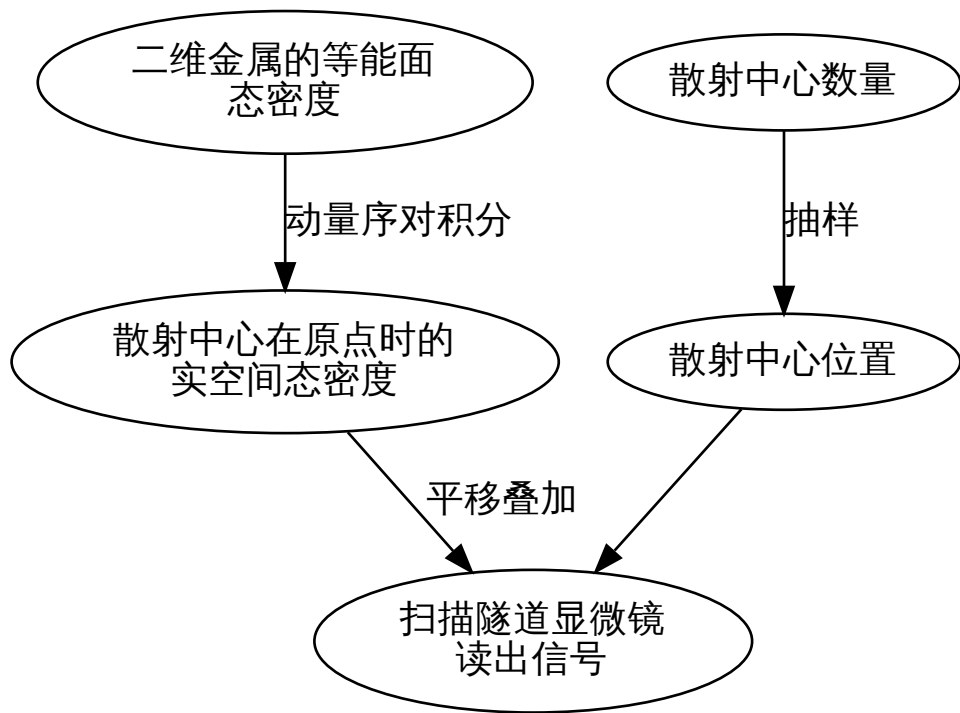 二维金属的等能面
态密度
散射中心数量
动量序对积分
抽样
散射中心在原点时的
实空间态密度
散射中心位置
平移叠加
扫描隧道显微镜
读出信号